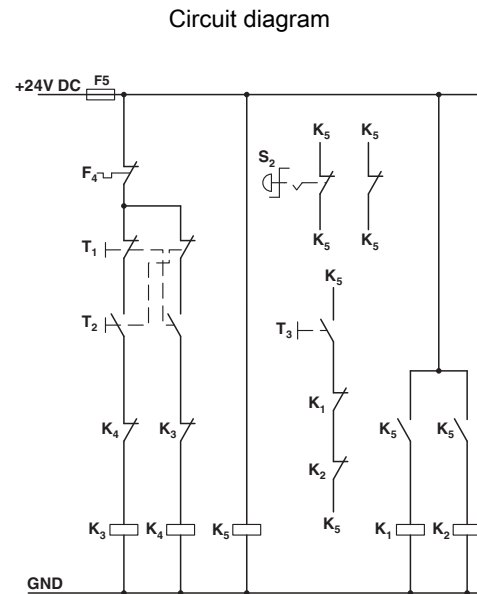 Circuit diagram
+24V DC F5
K5 K5
S2
F4
K5 K5
T1
K5
T2 T3
K1
K4 K3 K5 K5
K2
K5
K3 K4 K5 K1 K2
GND